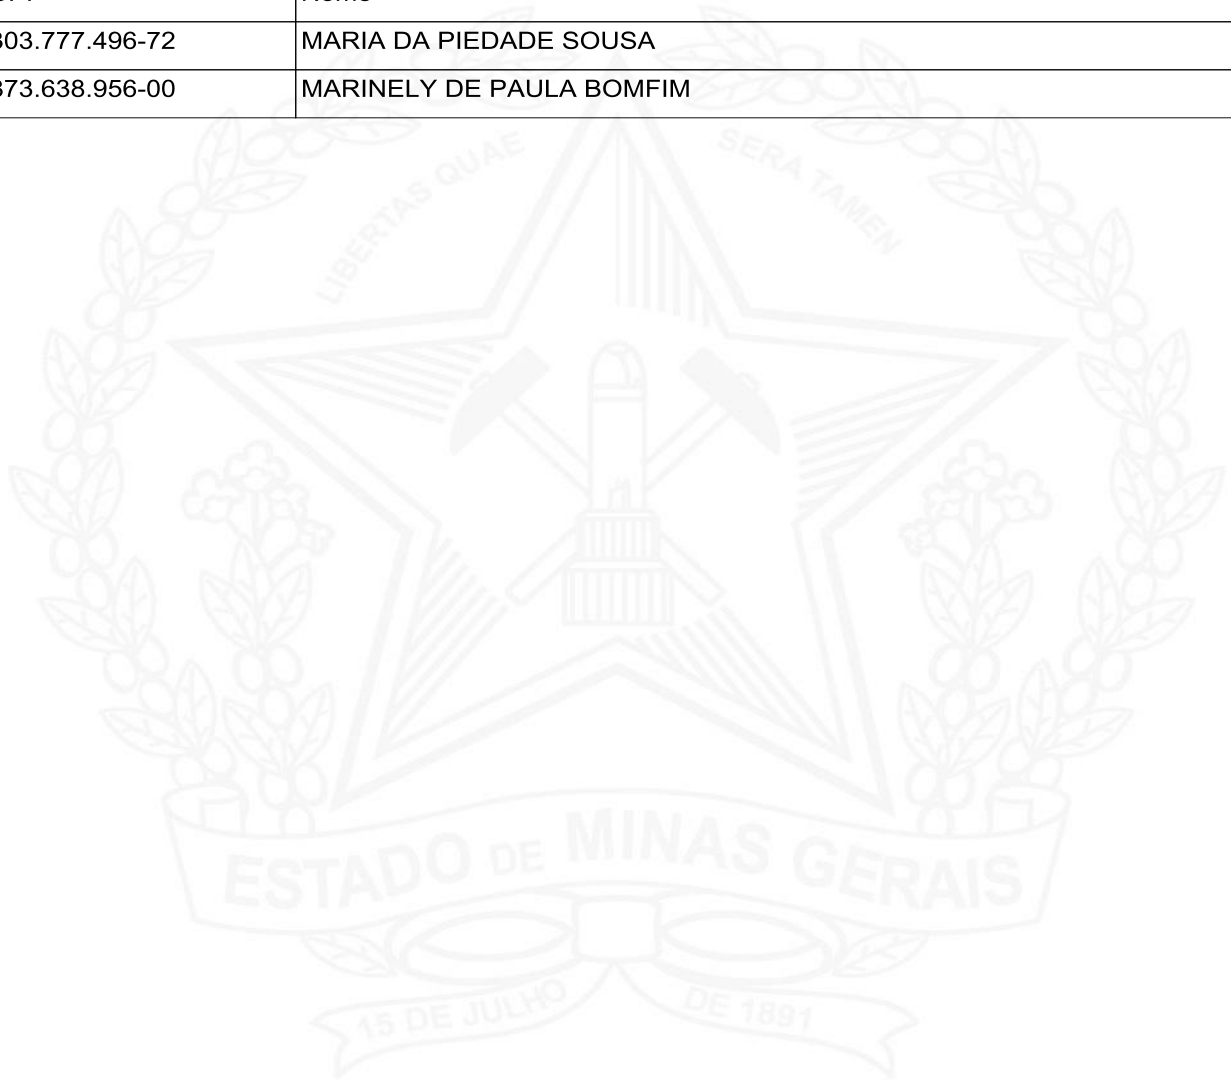 303.777.496-72 MARIA DA PIEDADE SOUSA
873.638.956-00 MARINELY DE PAULA BOMFIM
LIBERTAS QUAE SERA TAMEN
ESTADO DE MINAS GERAIS
15 DE JULHO DE 1891